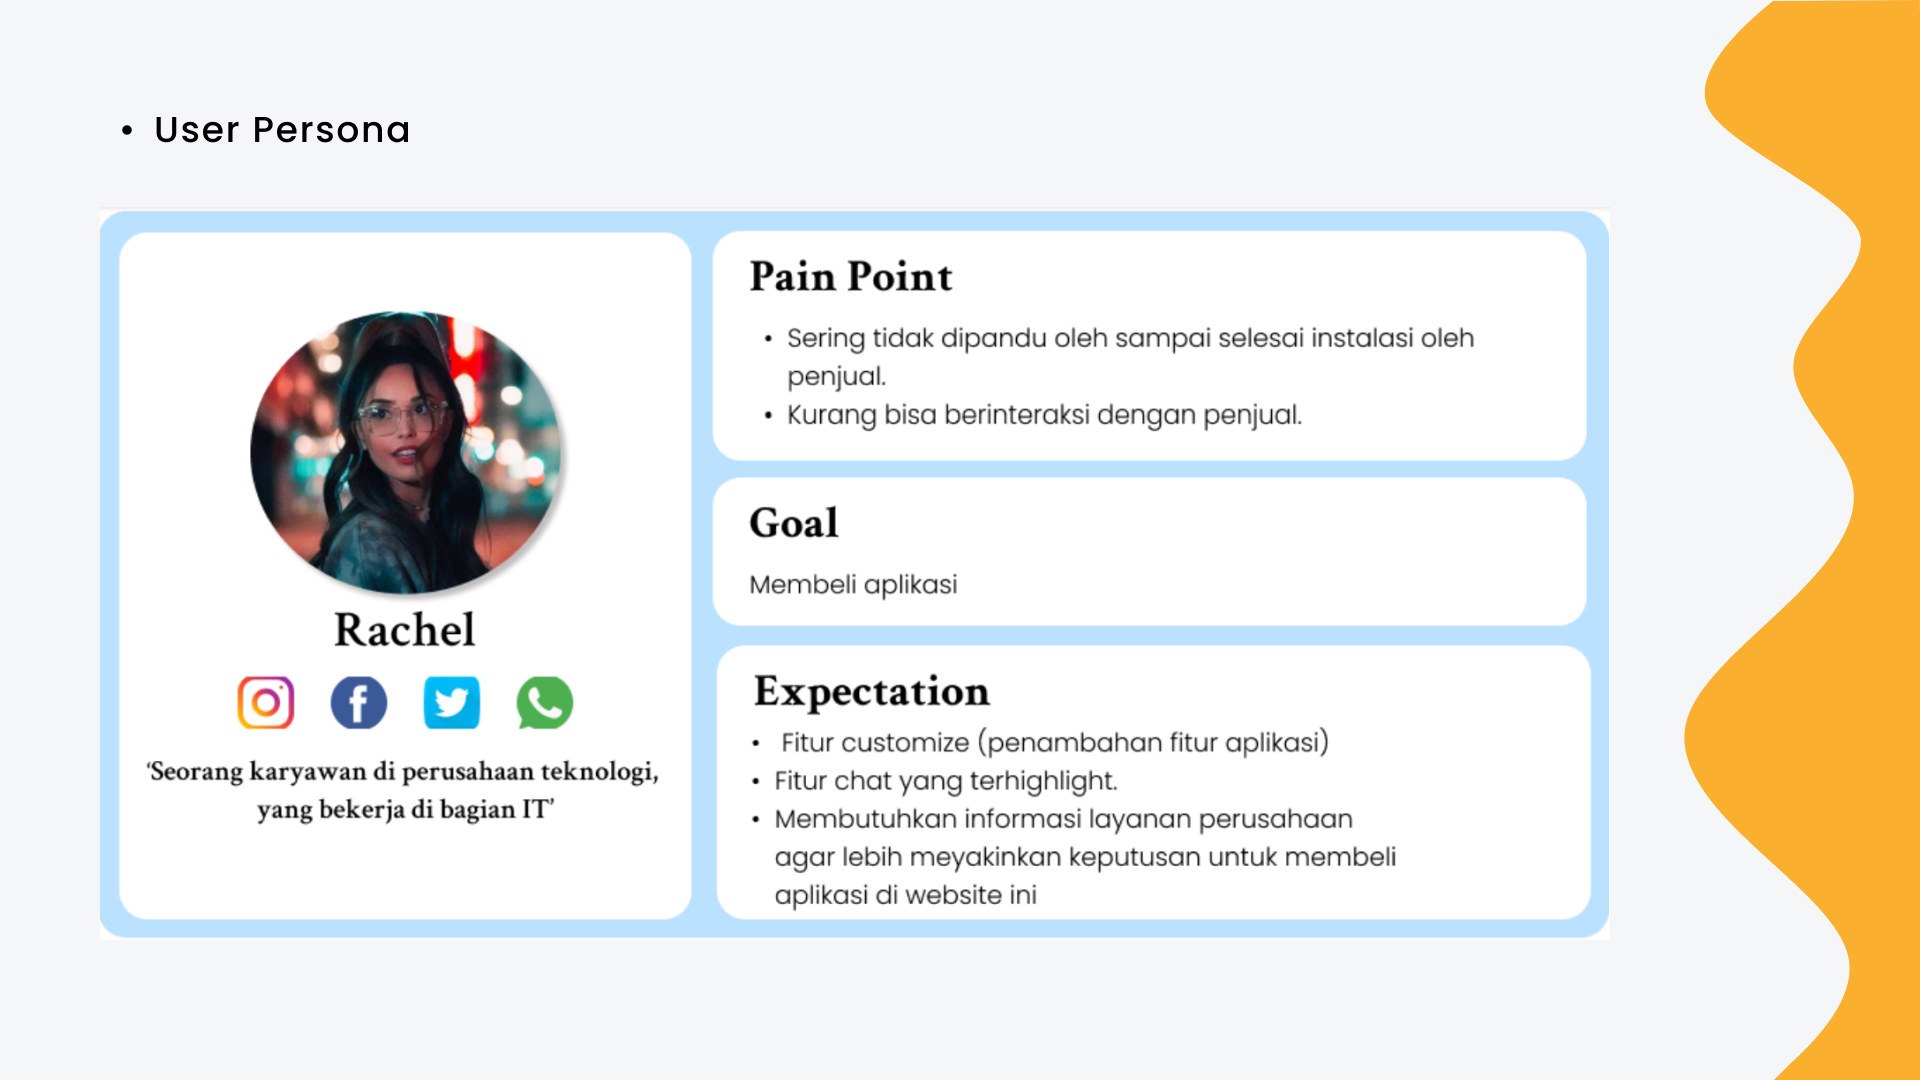 • User Persona
Rachel
‘Seorang karyawan di perusahaan teknologi,
yang bekerja di bagian IT’
Pain Point
• Sering tidak dipandu oleh sampai selesai instalasi oleh
penjual.
• Kurang bisa berinteraksi dengan penjual.
Goal
Membeli aplikasi
Expectation
• Fitur customize (penambahan fitur aplikasi)
• Fitur chat yang terhighlight.
• Membutuhkan informasi layanan perusahaan
agar lebih meyakinkan keputusan untuk membeli
aplikasi di website ini